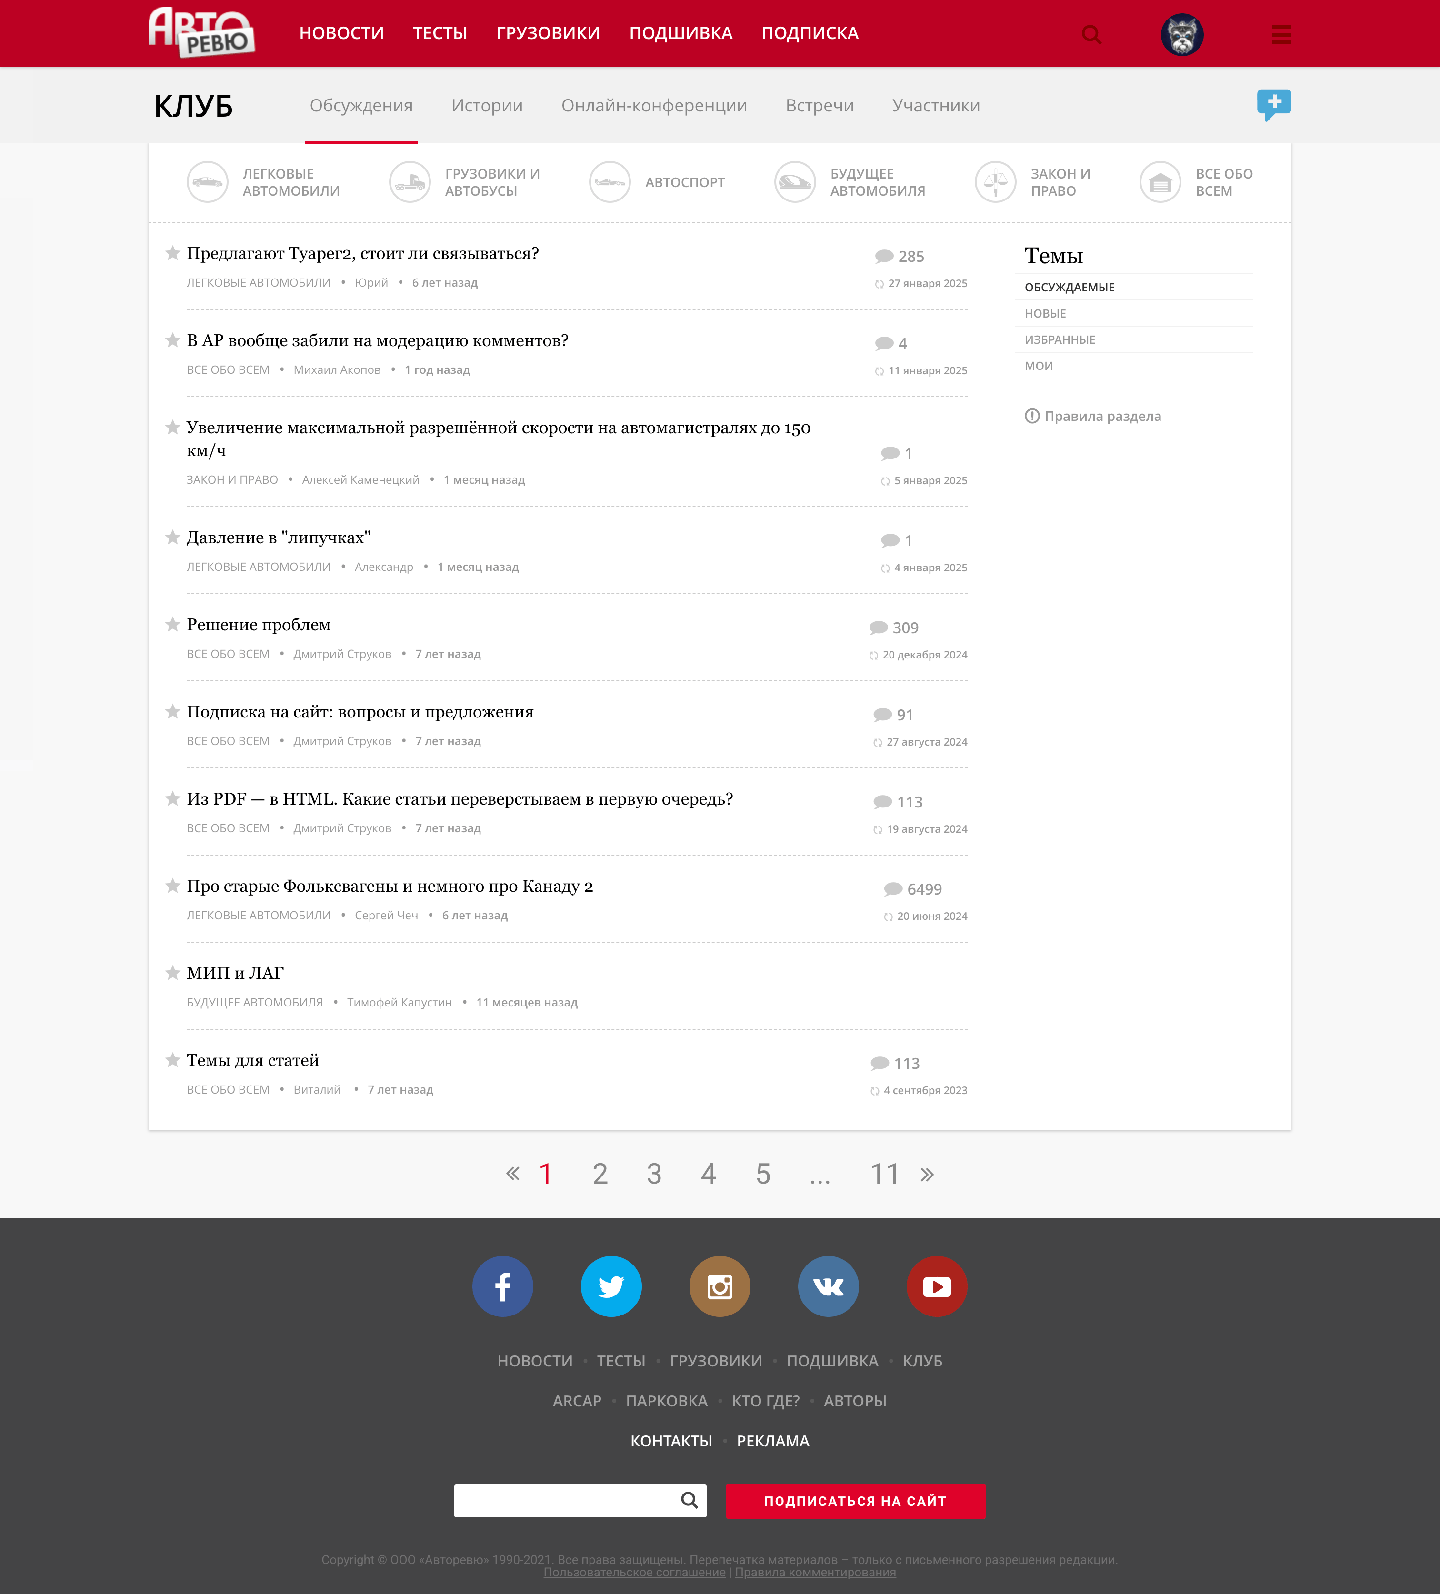 АВТО
РЕВЮ
НОВОСТИ ТЕСТЫ ГРУЗОВИКИ ПОДШИВКА ПОДПИСКА
КЛУБ
Обсуждения Истории Онлайн-конференции Встречи Участники
ЛЕГКОВЫЕ
АВТОМОБИЛИ
ГРУЗОВИКИ И
АВТОБУСЫ
АВТОСПОРТ
БУДУЩЕЕ
АВТОМОБИЛЯ
ЗАКОН И
ПРАВО
ВСЕ ОБО
ВСЕМ
Предлагают Туарег2, стоит ли связываться?
285
ЛЕГКОВЫЕ АВТОМОБИЛИ • Юрий • 6 лет назад
27 января 2025
В АР вообще забили на модерацию комментов?
4
ВСЕ ОБО ВСЕМ • Михаил Акопов • 1 год назад
11 января 2025
Увеличение максимальной разрешённой скорости на автомагистралях до 150
км/ч
1
ЗАКОН И ПРАВО • Алексей Каменецкий • 1 месяц назад
5 января 2025
Давление в "липучках"
1
ЛЕГКОВЫЕ АВТОМОБИЛИ • Александр • 1 месяц назад
4 января 2025
Решение проблем
309
ВСЕ ОБО ВСЕМ • Дмитрий Струков • 7 лет назад
20 декабря 2024
Подписка на сайт: вопросы и предложения
91
ВСЕ ОБО ВСЕМ • Дмитрий Струков • 7 лет назад
27 августа 2024
Из PDF — в HTML. Какие статьи переверстываем в первую очередь?
113
ВСЕ ОБО ВСЕМ • Дмитрий Струков • 7 лет назад
19 августа 2024
Про старые Фольксвагены и немного про Канаду 2
6499
ЛЕГКОВЫЕ АВТОМОБИЛИ • Сергей Чеч • 6 лет назад
20 июня 2024
МИП и ЛАГ
БУДУЩЕЕ АВТОМОБИЛЯ • Тимофей Капустин • 11 месяцев назад
Темы для статей
113
ВСЕ ОБО ВСЕМ • Виталий • 7 лет назад
4 сентября 2023
Темы
ОБСУЖДАЕМЫЕ
НОВЫЕ
ИЗБРАННЫЕ
МОИ
Правила раздела
« 1 2 3 4 5 ... 11 »
НОВОСТИ • ТЕСТЫ • ГРУЗОВИКИ • ПОДШИВКА • КЛУБ
ARCAP • ПАРКОВКА • КТО ГДЕ? • АВТОРЫ
КОНТАКТЫ • РЕКЛАМА
ПОДПИСАТЬСЯ НА САЙТ
Copyright © ООО «Авторевю» 1990-2021. Все права защищены. Перепечатка материалов – только с письменного разрешения редакции.
Пользовательское соглашение | Правила комментирования